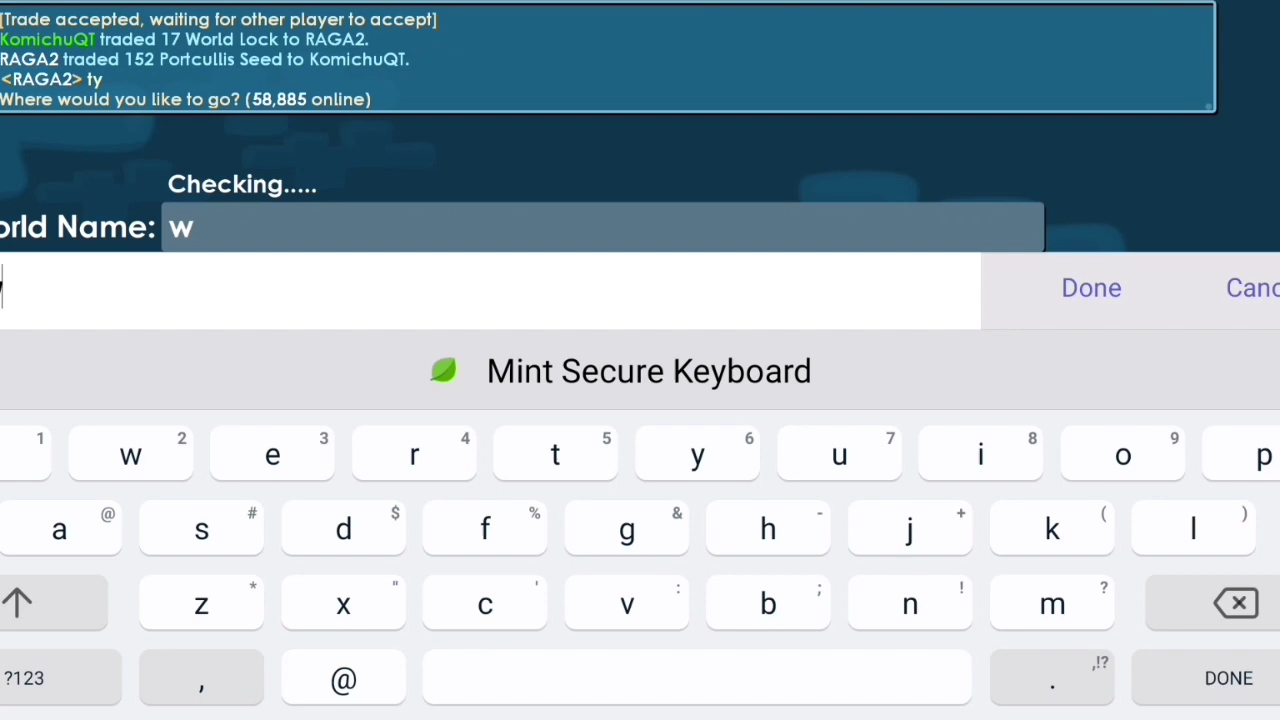 [Trade accepted, waiting for other player to accept]
KomichuQT traded 17 World Lock to RAGA2.
RAGA2 traded 152 Portcullis Seed to KomichuQT.
<RAGA2> ty
Where would you like to go? (58,885 online)
Checking.....
orld Name: w
Done Canc
Mint Secure Keyboard
1 w 2 e 3 r 4 t 5 y 6 u 7 i 8 o 9 p
a @ s # d $ f % g & h - j + k ( l )
z * x " c ' v : b ; n ! m ?
?123 , @ . ,!? DONE